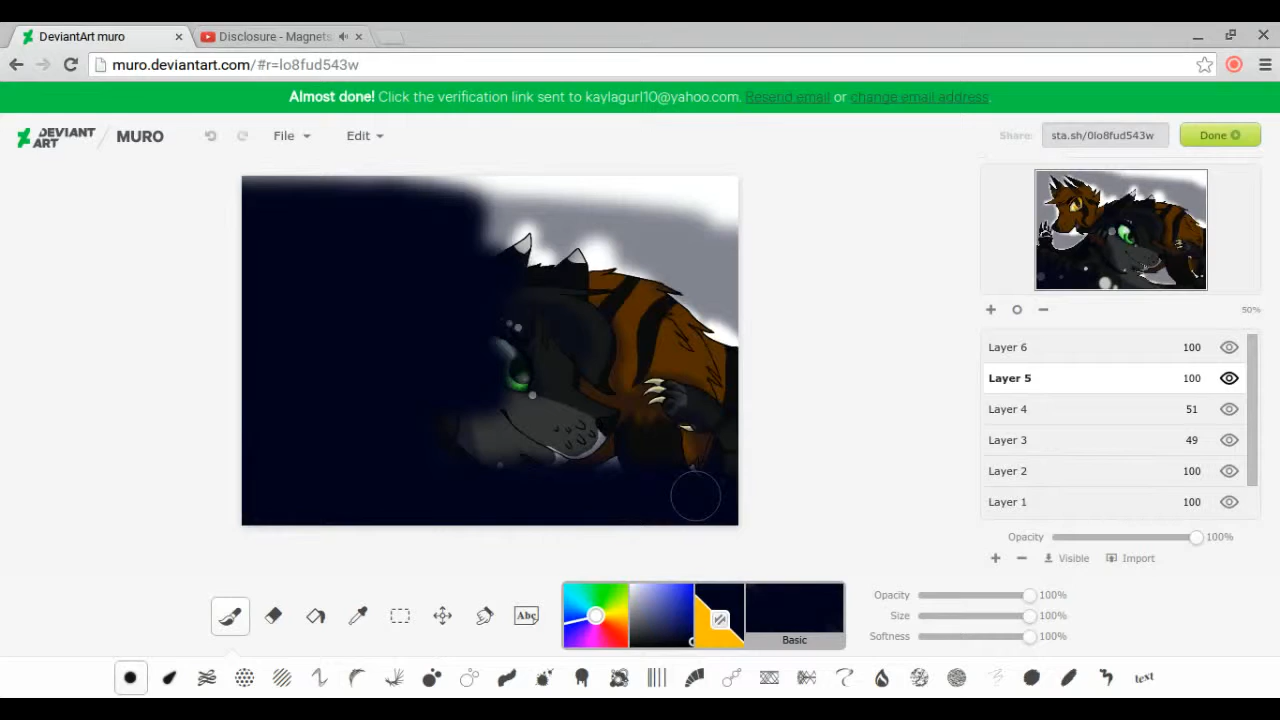 DeviantArt muro
Disclosure - Magnets
muro.deviantart.com/#r=lo8fud543w
Almost done! Click the verification link sent to kaylagurl10@yahoo.com. Resend email or change email address.
DEVIANT ART / MURO
File
Edit
Share:
sta.sh/0lo8fud543w
Done
50%
Layer 6 100
Layer 5 100
Layer 4 51
Layer 3 49
Layer 2 100
Layer 1 100
Opacity 100%
Visible
Import
Abc
Basic
Opacity 100%
Size 100%
Softness 100%
text